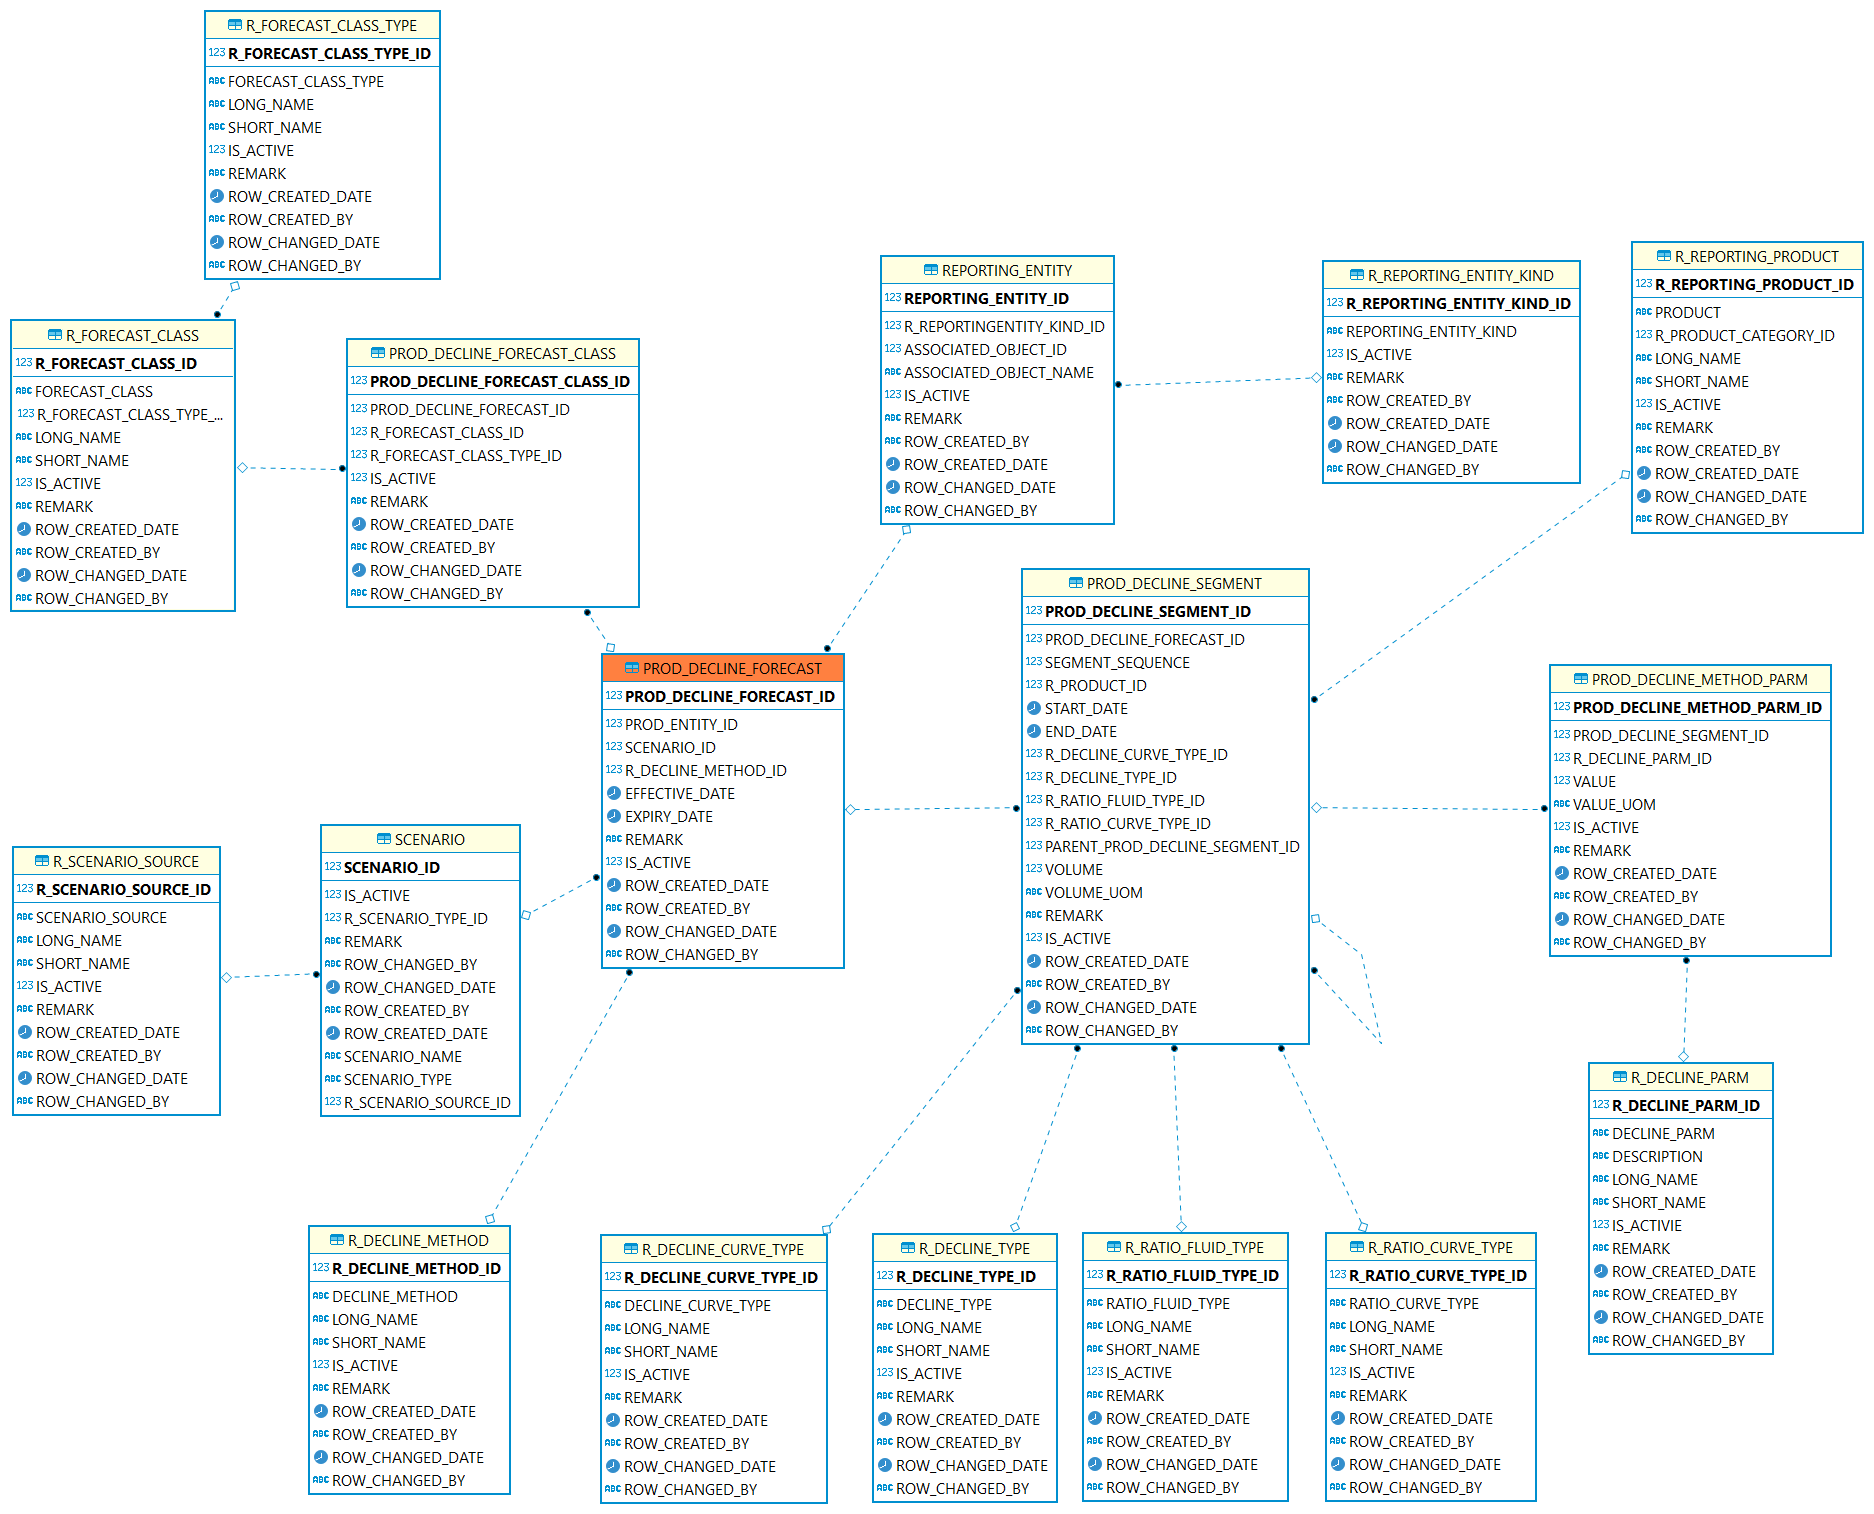 R_FORECAST_CLASS_TYPE
123 R_FORECAST_CLASS_TYPE_ID
ABC FORECAST_CLASS_TYPE
ABC LONG_NAME
ABC SHORT_NAME
123 IS_ACTIVE
ABC REMARK
ROW_CREATED_DATE
ABC ROW_CREATED_BY
ROW_CHANGED_DATE
ABC ROW_CHANGED_BY
R_FORECAST_CLASS
123 R_FORECAST_CLASS_ID
ABC FORECAST_CLASS
123 R_FORECAST_CLASS_TYPE_...
ABC LONG_NAME
ABC SHORT_NAME
123 IS_ACTIVE
ABC REMARK
ROW_CREATED_DATE
ABC ROW_CREATED_BY
ROW_CHANGED_DATE
ABC ROW_CHANGED_BY
PROD_DECLINE_FORECAST_CLASS
123 PROD_DECLINE_FORECAST_CLASS_ID
123 PROD_DECLINE_FORECAST_ID
123 R_FORECAST_CLASS_ID
123 R_FORECAST_CLASS_TYPE_ID
123 IS_ACTIVE
ABC REMARK
ROW_CREATED_DATE
ABC ROW_CREATED_BY
ROW_CHANGED_DATE
ABC ROW_CHANGED_BY
REPORTING_ENTITY
123 REPORTING_ENTITY_ID
123 R_REPORTINGENTITY_KIND_ID
123 ASSOCIATED_OBJECT_ID
ABC ASSOCIATED_OBJECT_NAME
123 IS_ACTIVE
ABC REMARK
ABC ROW_CREATED_BY
ROW_CREATED_DATE
ROW_CHANGED_DATE
ABC ROW_CHANGED_BY
R_REPORTING_ENTITY_KIND
123 R_REPORTING_ENTITY_KIND_ID
ABC REPORTING_ENTITY_KIND
123 IS_ACTIVE
ABC REMARK
ABC ROW_CREATED_BY
ROW_CREATED_DATE
ROW_CHANGED_DATE
ABC ROW_CHANGED_BY
R_REPORTING_PRODUCT
123 R_REPORTING_PRODUCT_ID
ABC PRODUCT
123 R_PRODUCT_CATEGORY_ID
ABC LONG_NAME
ABC SHORT_NAME
123 IS_ACTIVE
ABC REMARK
ABC ROW_CREATED_BY
ROW_CREATED_DATE
ROW_CHANGED_DATE
ABC ROW_CHANGED_BY
PROD_DECLINE_FORECAST
123 PROD_DECLINE_FORECAST_ID
123 PROD_ENTITY_ID
123 SCENARIO_ID
123 R_DECLINE_METHOD_ID
EFFECTIVE_DATE
EXPIRY_DATE
ABC REMARK
123 IS_ACTIVE
ROW_CREATED_DATE
ABC ROW_CREATED_BY
ROW_CHANGED_DATE
ABC ROW_CHANGED_BY
PROD_DECLINE_SEGMENT
123 PROD_DECLINE_SEGMENT_ID
123 PROD_DECLINE_FORECAST_ID
123 SEGMENT_SEQUENCE
123 R_PRODUCT_ID
START_DATE
END_DATE
123 R_DECLINE_CURVE_TYPE_ID
123 R_DECLINE_TYPE_ID
123 R_RATIO_FLUID_TYPE_ID
123 R_RATIO_CURVE_TYPE_ID
123 PARENT_PROD_DECLINE_SEGMENT_ID
123 VOLUME
ABC VOLUME_UOM
ABC REMARK
123 IS_ACTIVE
ROW_CREATED_DATE
ABC ROW_CREATED_BY
ROW_CHANGED_DATE
ABC ROW_CHANGED_BY
PROD_DECLINE_METHOD_PARM
123 PROD_DECLINE_METHOD_PARM_ID
123 PROD_DECLINE_SEGMENT_ID
123 R_DECLINE_PARM_ID
123 VALUE
ABC VALUE_UOM
123 IS_ACTIVE
ABC REMARK
ROW_CREATED_DATE
ABC ROW_CREATED_BY
ROW_CHANGED_DATE
ABC ROW_CHANGED_BY
R_SCENARIO_SOURCE
123 R_SCENARIO_SOURCE_ID
ABC SCENARIO_SOURCE
ABC LONG_NAME
ABC SHORT_NAME
123 IS_ACTIVE
ABC REMARK
ROW_CREATED_DATE
ABC ROW_CREATED_BY
ROW_CHANGED_DATE
ABC ROW_CHANGED_BY
SCENARIO
123 SCENARIO_ID
123 IS_ACTIVE
123 R_SCENARIO_TYPE_ID
ABC REMARK
ABC ROW_CHANGED_BY
ROW_CHANGED_DATE
ABC ROW_CREATED_BY
ROW_CREATED_DATE
ABC SCENARIO_NAME
ABC SCENARIO_TYPE
123 R_SCENARIO_SOURCE_ID
R_DECLINE_PARM
123 R_DECLINE_PARM_ID
ABC DECLINE_PARM
ABC DESCRIPTION
ABC LONG_NAME
ABC SHORT_NAME
123 IS_ACTIVIE
ABC REMARK
ROW_CREATED_DATE
ABC ROW_CREATED_BY
ROW_CHANGED_DATE
ABC ROW_CHANGED_BY
R_DECLINE_METHOD
123 R_DECLINE_METHOD_ID
ABC DECLINE_METHOD
ABC LONG_NAME
ABC SHORT_NAME
123 IS_ACTIVE
ABC REMARK
ROW_CREATED_DATE
ABC ROW_CREATED_BY
ROW_CHANGED_DATE
ABC ROW_CHANGED_BY
R_DECLINE_CURVE_TYPE
123 R_DECLINE_CURVE_TYPE_ID
ABC DECLINE_CURVE_TYPE
ABC LONG_NAME
ABC SHORT_NAME
123 IS_ACTIVE
ABC REMARK
ROW_CREATED_DATE
ABC ROW_CREATED_BY
ROW_CHANGED_DATE
ABC ROW_CHANGED_BY
R_DECLINE_TYPE
123 R_DECLINE_TYPE_ID
ABC DECLINE_TYPE
ABC LONG_NAME
ABC SHORT_NAME
123 IS_ACTIVE
ABC REMARK
ROW_CREATED_DATE
ABC ROW_CREATED_BY
ROW_CHANGED_DATE
ABC ROW_CHANGED_BY
R_RATIO_FLUID_TYPE
123 R_RATIO_FLUID_TYPE_ID
ABC RATIO_FLUID_TYPE
ABC LONG_NAME
ABC SHORT_NAME
123 IS_ACTIVE
ABC REMARK
ROW_CREATED_DATE
ABC ROW_CREATED_BY
ROW_CHANGED_DATE
ABC ROW_CHANGED_BY
R_RATIO_CURVE_TYPE
123 R_RATIO_CURVE_TYPE_ID
ABC RATIO_CURVE_TYPE
ABC LONG_NAME
ABC SHORT_NAME
123 IS_ACTIVE
ABC REMARK
ROW_CREATED_DATE
ABC ROW_CREATED_BY
ROW_CHANGED_DATE
ABC ROW_CHANGED_BY